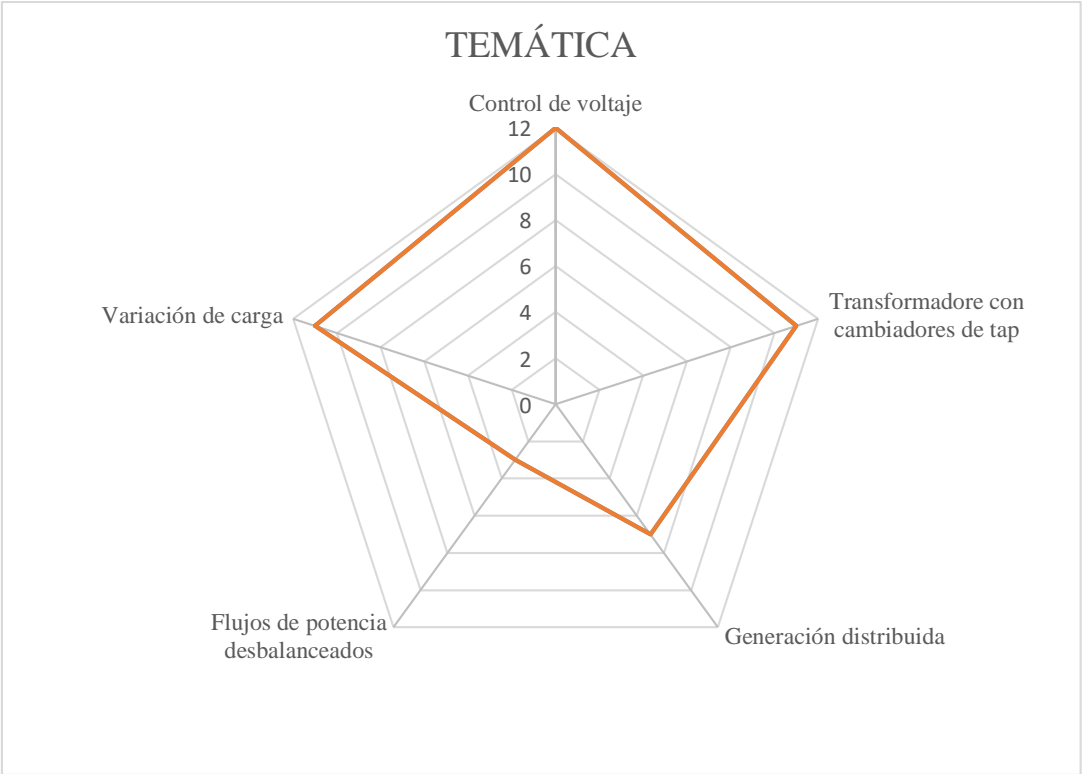 TEMÁTICA
Control de voltaje
12
10
8
6
4
2
0
Transformadore con
cambiadores de tap
Variación de carga
Flujos de potencia
desbalanceados
Generación distribuida